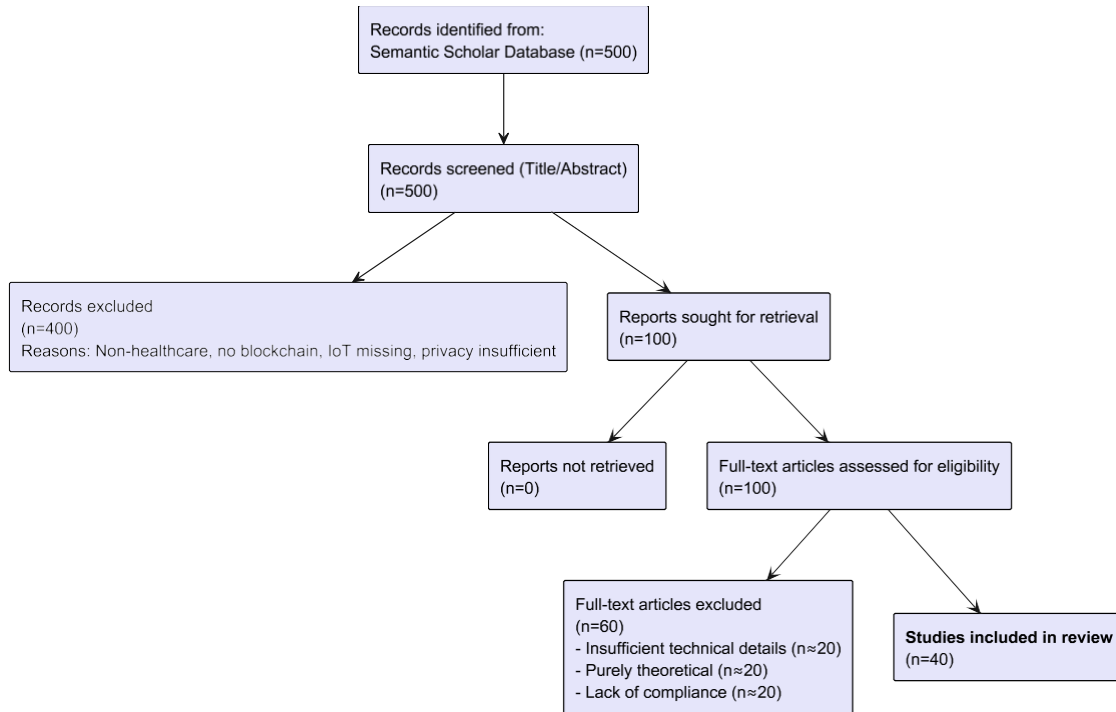 Records identified from:
Semantic Scholar Database (n=500)
Records screened (Title/Abstract)
(n=500)
Records excluded
(n=400)
Reasons: Non-healthcare, no blockchain, IoT missing, privacy insufficient
Reports sought for retrieval
(n=100)
Reports not retrieved
(n=0)
Full-text articles assessed for eligibility
(n=100)
Full-text articles excluded
(n=60)
- Insufficient technical details (n≈20)
- Purely theoretical (n≈20)
- Lack of compliance (n≈20)
Studies included in review
(n=40)